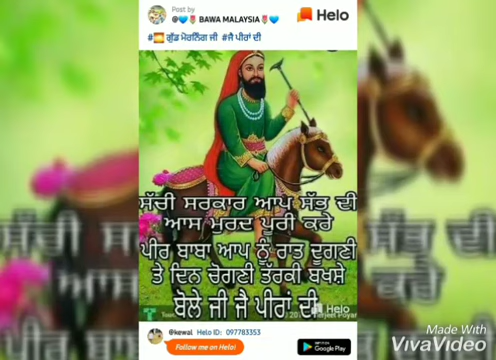 Post by
@💙🌷 BAWA MALAYSIA🌷💙
Helo
#🌅 ਗੁੱਡ ਮੋਰਨਿੰਗ ਜੀ #ਜੈ ਪੀਰਾਂ ਦੀ
ਸੱਚੀ ਸਰਕਾਰ ਆਪ ਸੱਭ ਦੀ
ਆਸ ਮੁਰਦ ਪੂਰੀ ਕਰੇ
ਪੀਰ ਬਾਬਾ ਆਪ ਨੂੰ ਰਾਤ ਦੂਗਣੀ
ਤੇ ਦਿਨ ਚੋਗਣੀ ਤੱਰਕੀ ਬਖਸ਼ੇ
ਬੋਲੋ ਜੀ ਜੈ ਪੀਰਾਂ ਦੀ
Helo
@kewal Helo ID: 097783353
Follow me on Helo!
Google Play
Made With
VivaVideo